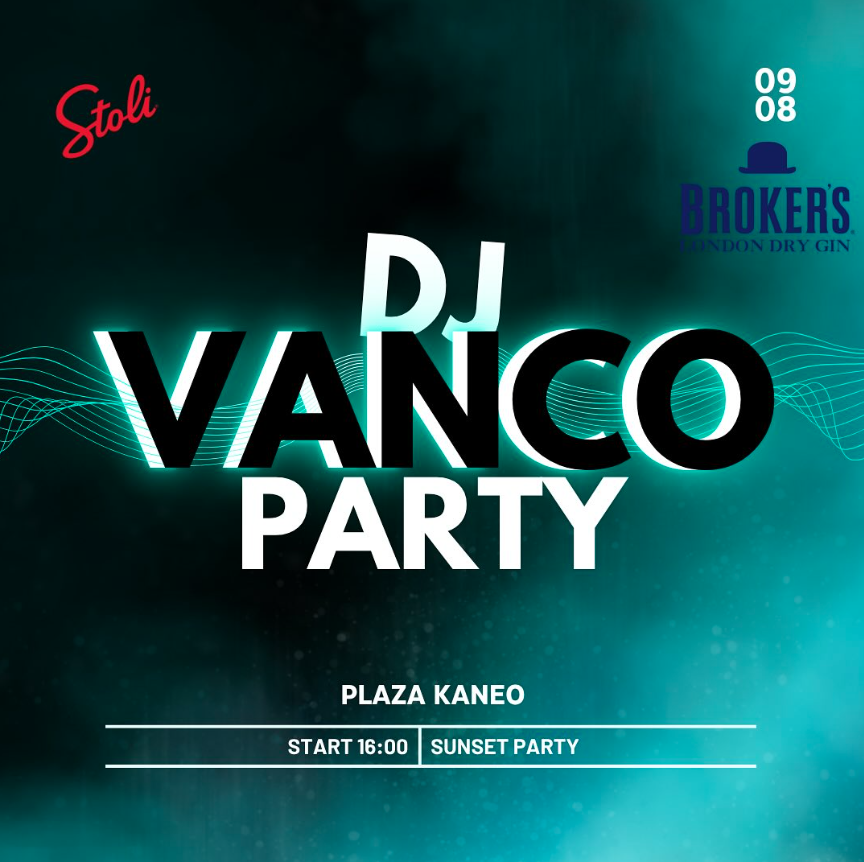 Stoli
09
08
BROKER'S
LONDON DRY GIN
DJ
VANCO
PARTY
PLAZA KANEO
START 16:00 SUNSET PARTY